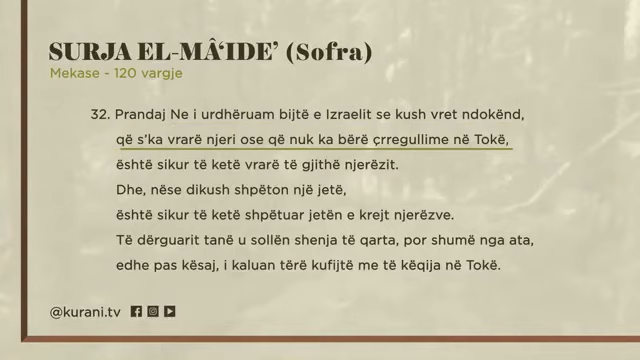 SURJA EL-MÂ‘IDE’ (Sofra)
Mekase - 120 vargje
32. Prandaj Ne i urdhëruam bijtë e Izraelit se kush vret ndokënd,
që s’ka vrarë njeri ose që nuk ka bërë çrregullime në Tokë,
është sikur të ketë vrarë të gjithë njerëzit.
Dhe, nëse dikush shpëton një jetë,
është sikur të ketë shpëtuar jetën e krejt njerëzve.
Të dërguarit tanë u sollën shenja të qarta, por shumë nga ata,
edhe pas kësaj, i kaluan tërë kufijtë me të këqija në Tokë.
@kurani.tv